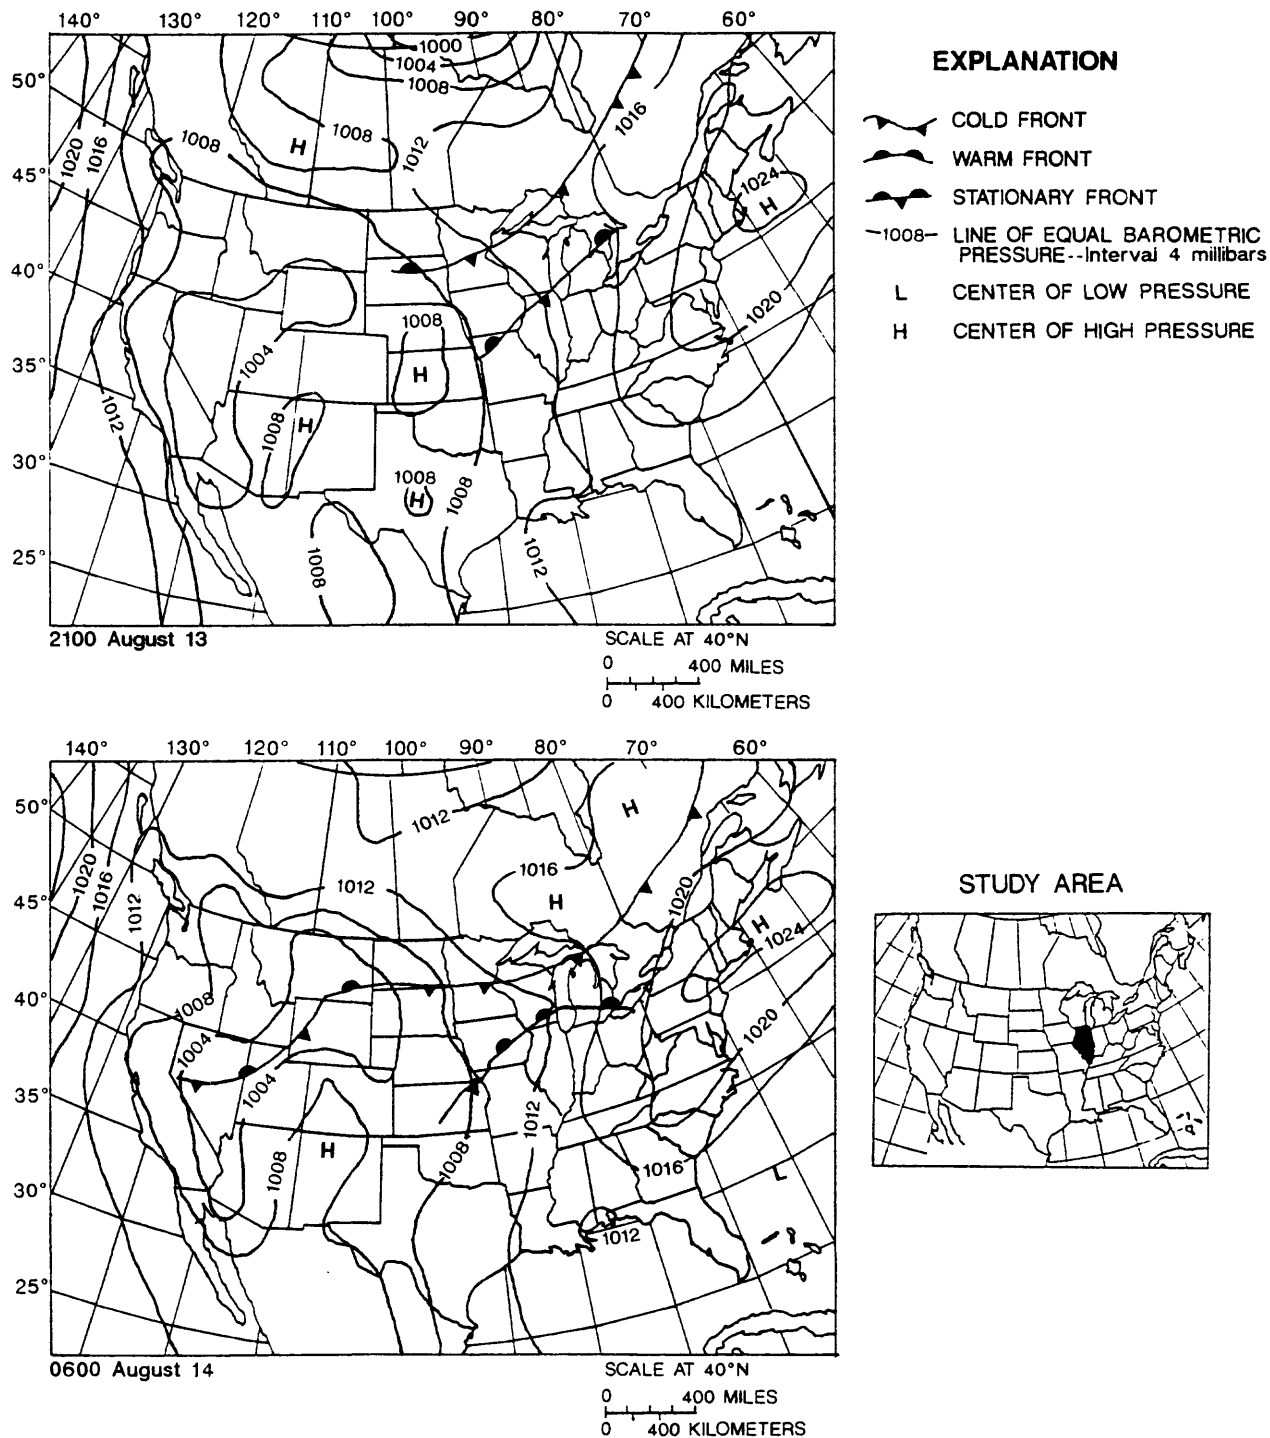 140° 130° 120° 110° 100° 90° 80° 70° 60°
50°
45°
40°
35°
30°
25°
1000
1004
1008
1008
1008
1012
1016
1020
1016
1024
1020
1004
1008
1008
1008
1008
1008
1012
1012
H
H
H
H
H
2100 August 13
SCALE AT 40°N
0 400 MILES
0 400 KILOMETERS
EXPLANATION
COLD FRONT
WARM FRONT
STATIONARY FRONT
1008 LINE OF EQUAL BAROMETRIC
PRESSURE--Interval 4 millibars
L CENTER OF LOW PRESSURE
H CENTER OF HIGH PRESSURE
140° 130° 120° 110° 100° 90° 80° 70° 60°
50°
45°
40°
35°
30°
25°
1012
H
1016
H
1012
1020
1016
1012
1020
H
1024
1008
1004
1004
1020
1012
1008
H
1008
1016
L
1012
0600 August 14
SCALE AT 40°N
0 400 MILES
0 400 KILOMETERS
STUDY AREA